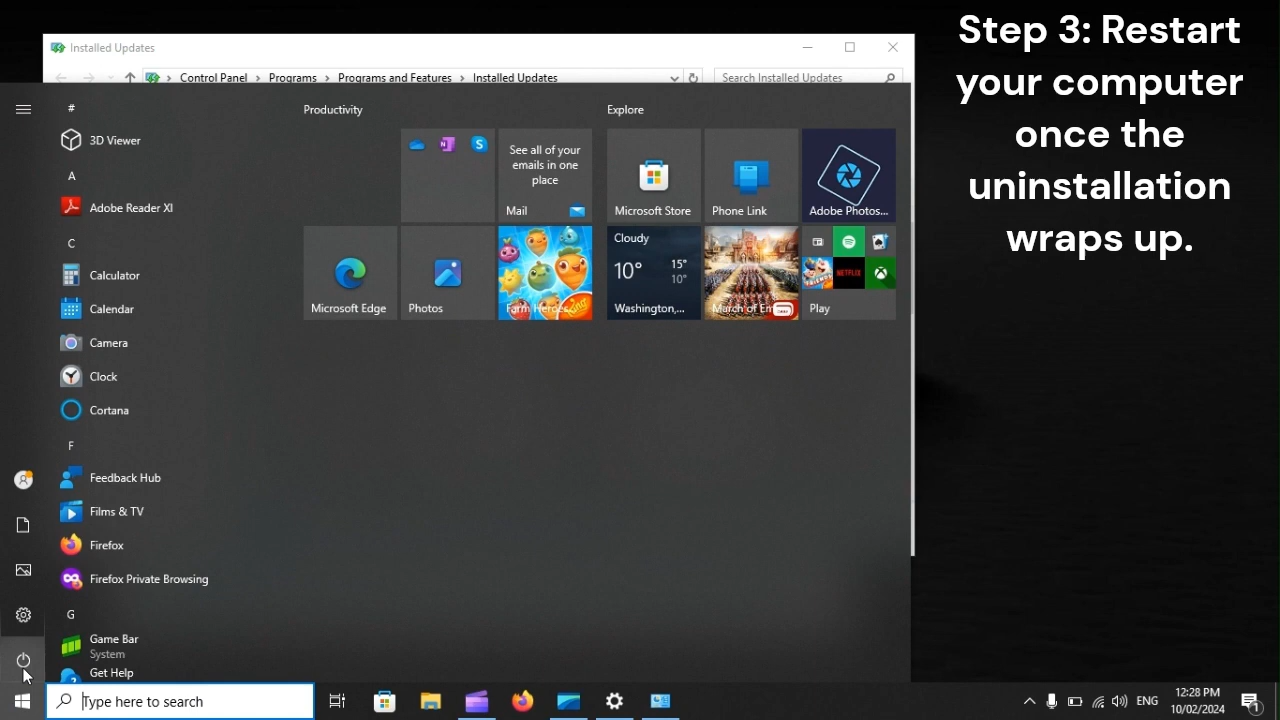 Step 3: Restart
your computer
once the
uninstallation
wraps up.
Installed Updates
Control Panel > Programs > Programs and Features > Installed Updates
Search Installed Updates
#
3D Viewer
A
Adobe Reader XI
C
Calculator
Calendar
Camera
Clock
Cortana
F
Feedback Hub
Films & TV
Firefox
Firefox Private Browsing
G
Game Bar
System
Get Help
Productivity
See all of your
emails in one
place
Mail
Microsoft Edge
Photos
Farm Heroes...
Explore
Microsoft Store
Phone Link
Adobe Photos...
Cloudy
10°
15°
10°
Washington,...
March of Em...
NETFLIX
Play
Type here to search
ENG
12:28 PM
10/02/2024
1